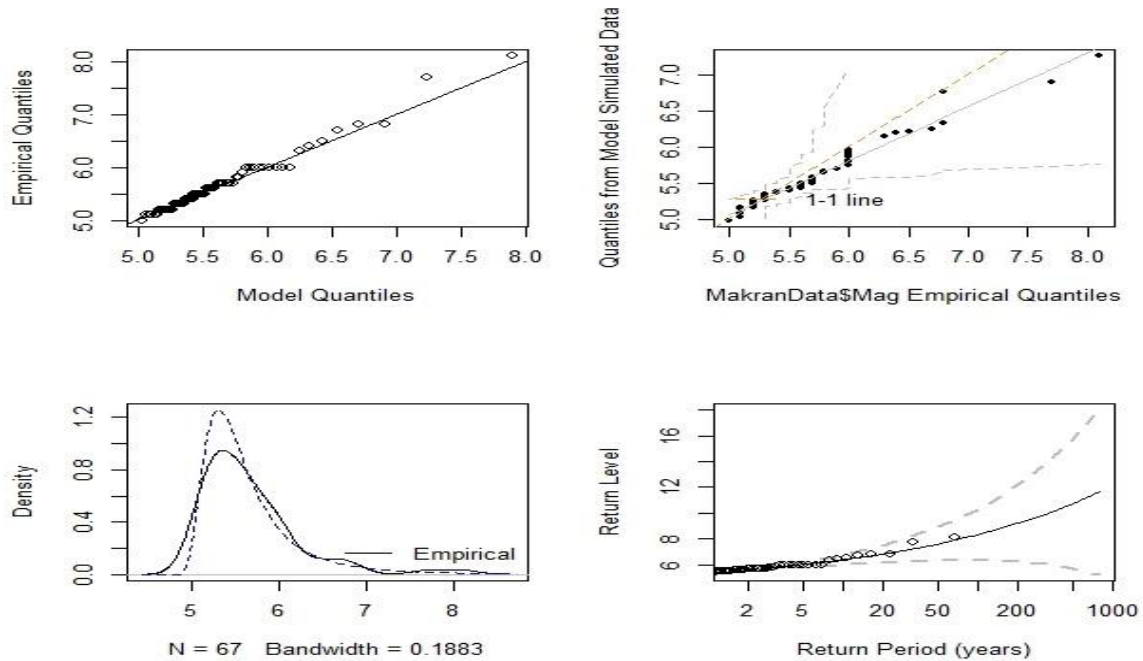 Empirical Quantiles
8.0
7.0
6.0
5.0
5.0 5.5 6.0 6.5 7.0 7.5 8.0
Model Quantiles
Quantiles from Model Simulated Data
7.0
6.5
6.0
5.5
5.0
1-1 line
5.0 5.5 6.0 6.5 7.0 7.5 8.0
MakranData$Mag Empirical Quantiles
Density
1.2
0.8
0.4
0.0
Empirical
5 6 7 8
N = 67 Bandwidth = 0.1883
Return Level
16
12
8
6
2 5 20 50 200 1000
Return Period (years)